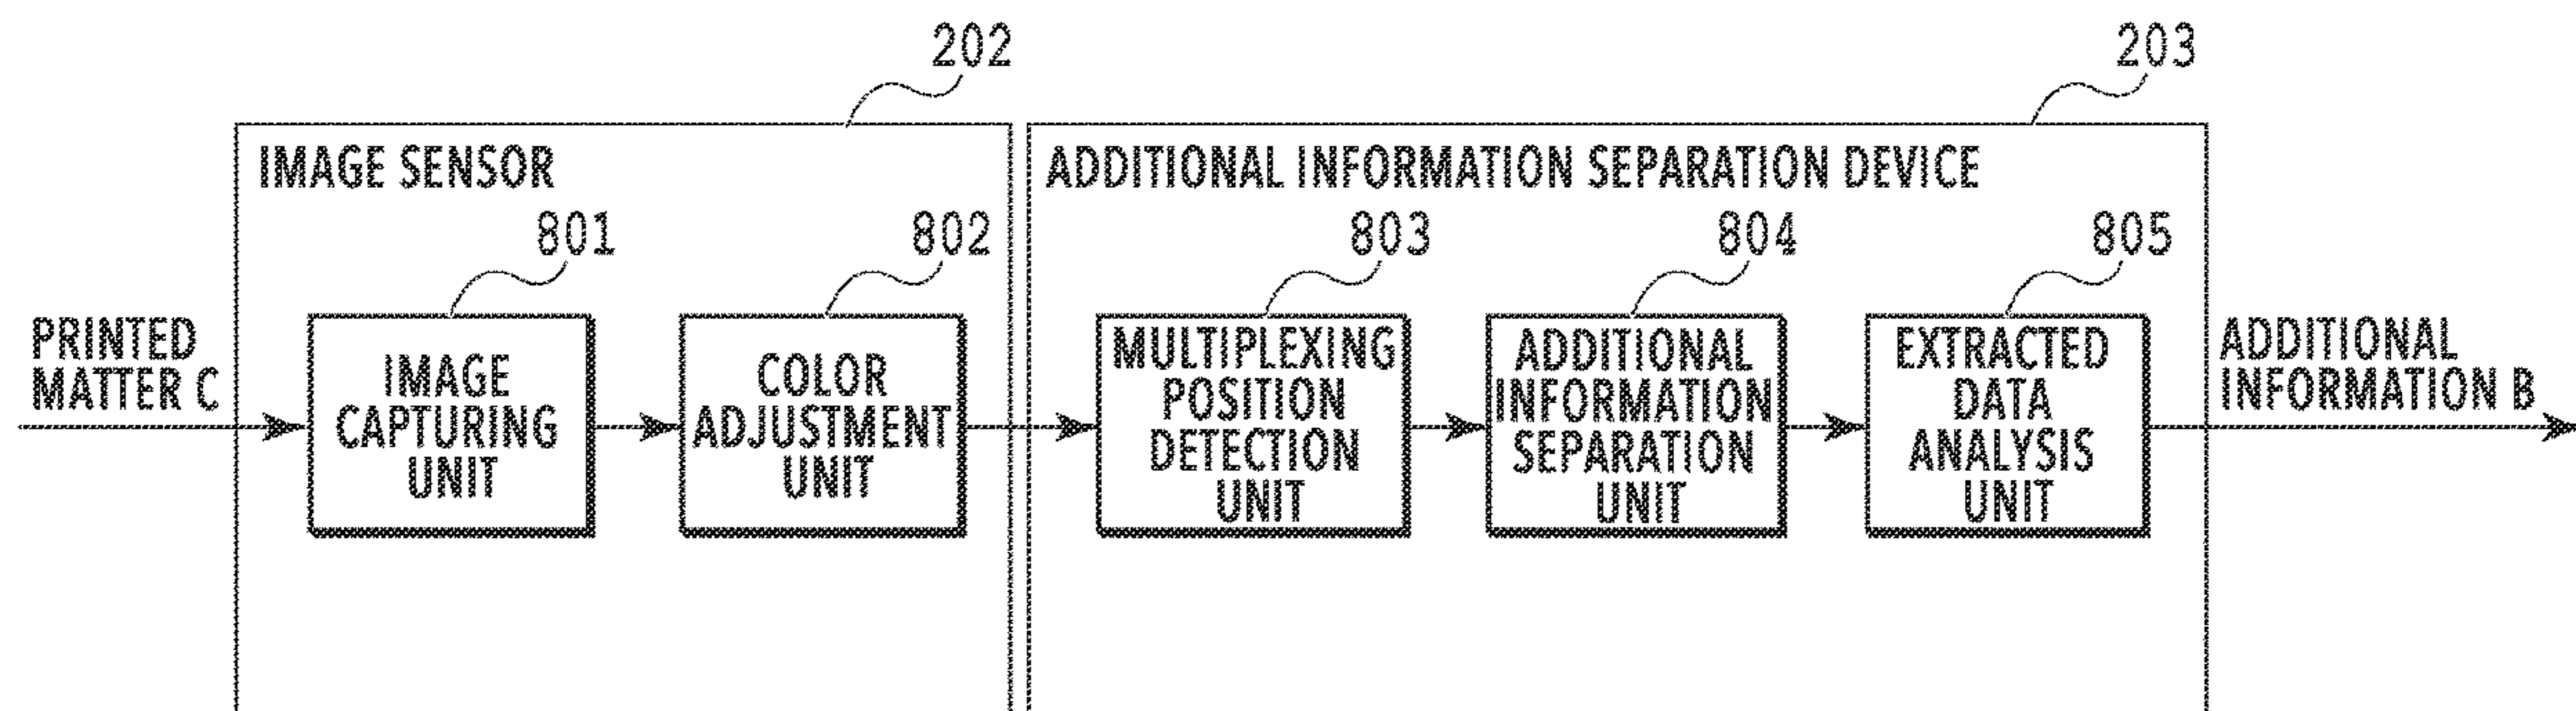 202
203
IMAGE SENSOR
ADDITIONAL INFORMATION SEPARATION DEVICE
801
802
803
804
805
PRINTED
MATTER C
IMAGE
CAPTURING
UNIT
COLOR
ADJUSTMENT
UNIT
MULTIPLEXING
POSITION
DETECTION
UNIT
ADDITIONAL
INFORMATION
SEPARATION
UNIT
EXTRACTED
DATA
ANALYSIS
UNIT
ADDITIONAL
INFORMATION B